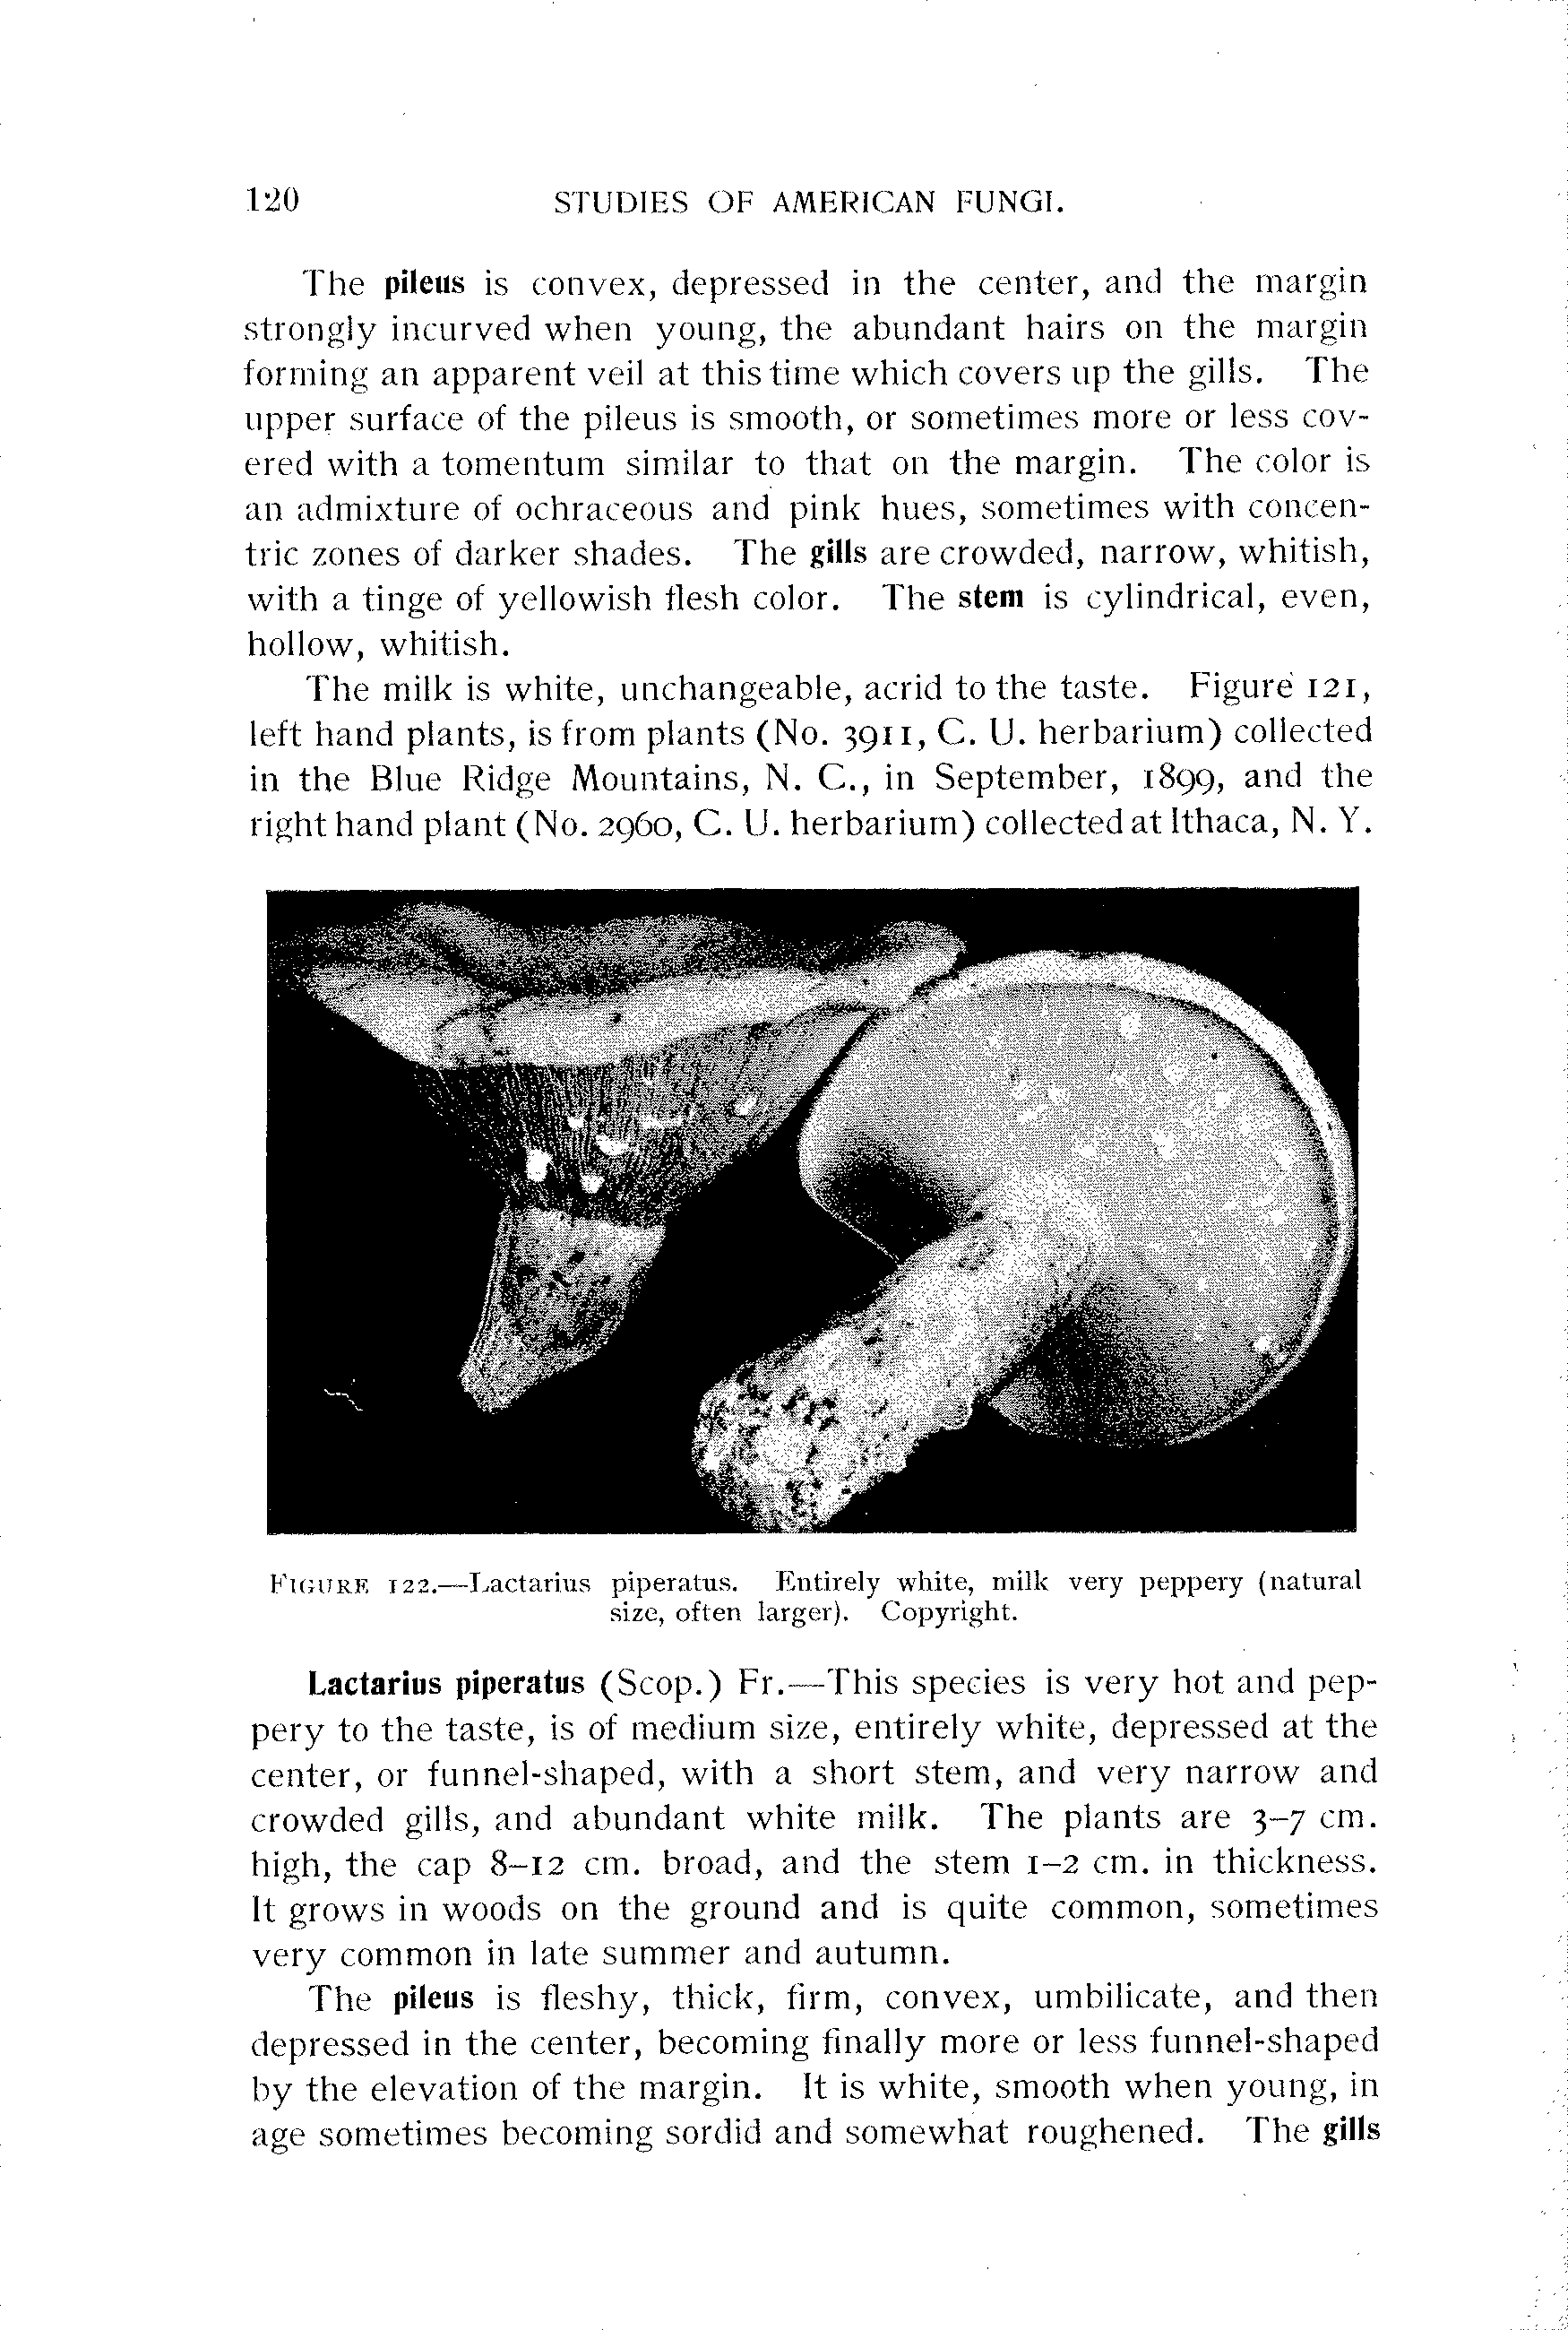 120 STUDIES OF AMERICAN FUNGI.
The pileus is convex, depressed in the center, and the margin
strongly incurved when young, the abundant hairs on the margin
forming an apparent veil at this time which covers up the gills. The
upper surface of the pileus is smooth, or sometimes more or less cov-
ered with a tomentum similar to that on the margin. The color is
an admixture of ochraceous and pink hues, sometimes with concen-
tric zones of darker shades. The gills are crowded, narrow, whitish,
with a tinge of yellowish flesh color. The stem is cylindrical, even,
hollow, whitish.
The milk is white, unchangeable, acrid to the taste. Figure 121,
left hand plants, is from plants (No. 3911, C. U. herbarium) collected
in the Blue Ridge Mountains, N. C., in September, 1899, and the
right hand plant (No. 2960, C. U. herbarium) collected at Ithaca, N. Y.
FIGURE 122.—Lactarius piperatus. Entirely white, milk very peppery (natural
size, often larger). Copyright.
Lactarius piperatus (Scop.) Fr.—This species is very hot and pep-
pery to the taste, is of medium size, entirely white, depressed at the
center, or funnel-shaped, with a short stem, and very narrow and
crowded gills, and abundant white milk. The plants are 3–7 cm.
high, the cap 8–12 cm. broad, and the stem 1–2 cm. in thickness.
It grows in woods on the ground and is quite common, sometimes
very common in late summer and autumn.
The pileus is fleshy, thick, firm, convex, umbilicate, and then
depressed in the center, becoming finally more or less funnel-shaped
by the elevation of the margin. It is white, smooth when young, in
age sometimes becoming sordid and somewhat roughened. The gills